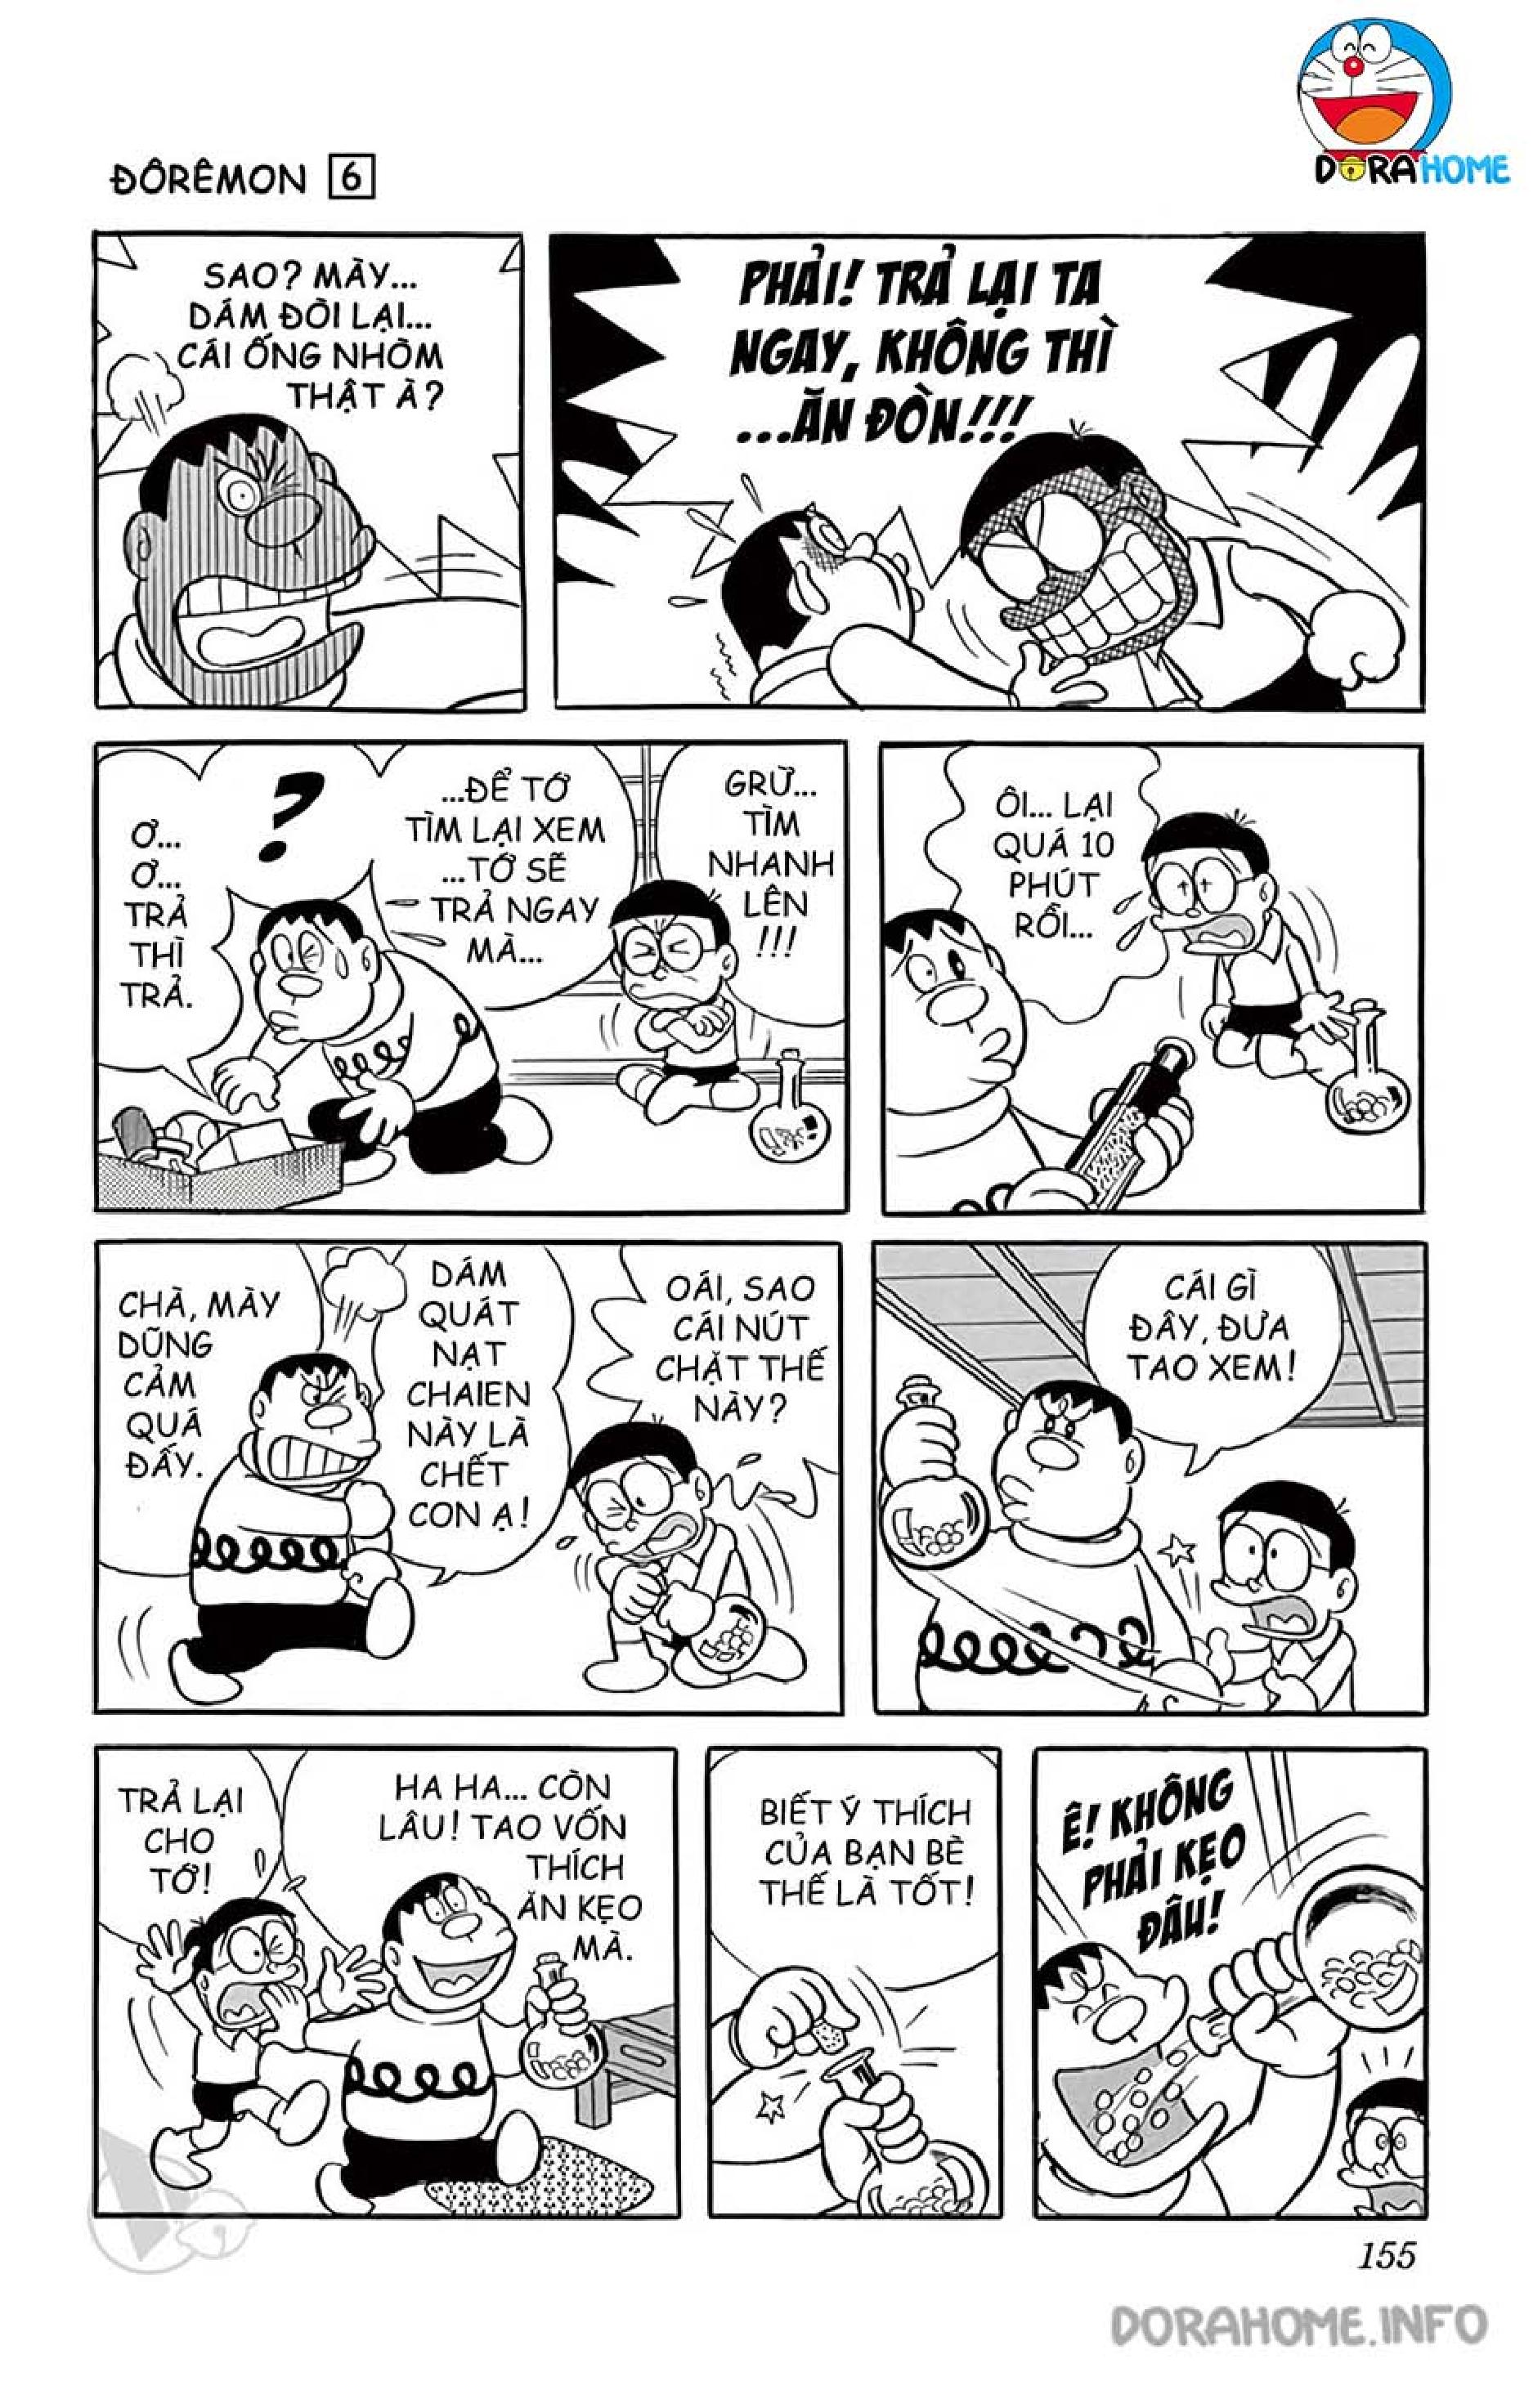 DORAHOME
ĐÔRÊMON 6
SAO? MÀY...
DÁM ĐÒI LẠI...
CÁI ỐNG NHÒM
THẬT À?
PHẢI! TRẢ LẠI TA
NGAY, KHÔNG THÌ
...ĂN ĐÒN!!!
Ơ...
Ơ...
TRẢ
THÌ
TRẢ.
?
...ĐỂ TỚ
TÌM LẠI XEM
...TỚ SẼ
TRẢ NGAY
MÀ...
GRỪ...
TÌM
NHANH
LÊN
!!!
ÔI... LẠI
QUÁ 10
PHÚT
RỒI...
CHÀ, MÀY
DŨNG
CẢM
QUÁ
ĐẤY.
DÁM
QUÁT
NẠT
CHAIEN
NÀY LÀ
CHẾT
CON Ạ!
OÁI, SAO
CÁI NÚT
CHẶT THẾ
NÀY?
CÁI GÌ
ĐÂY, ĐƯA
TAO XEM!
TRẢ LẠI
CHO
TỚ!
HA HA... CÒN
LÂU! TAO VỐN
THÍCH
ĂN KẸO
MÀ.
BIẾT Ý THÍCH
CỦA BẠN BÈ
THẾ LÀ TỐT!
Ê! KHÔNG
PHẢI KẸO
ĐÂU!
155
DORAHOME.INFO